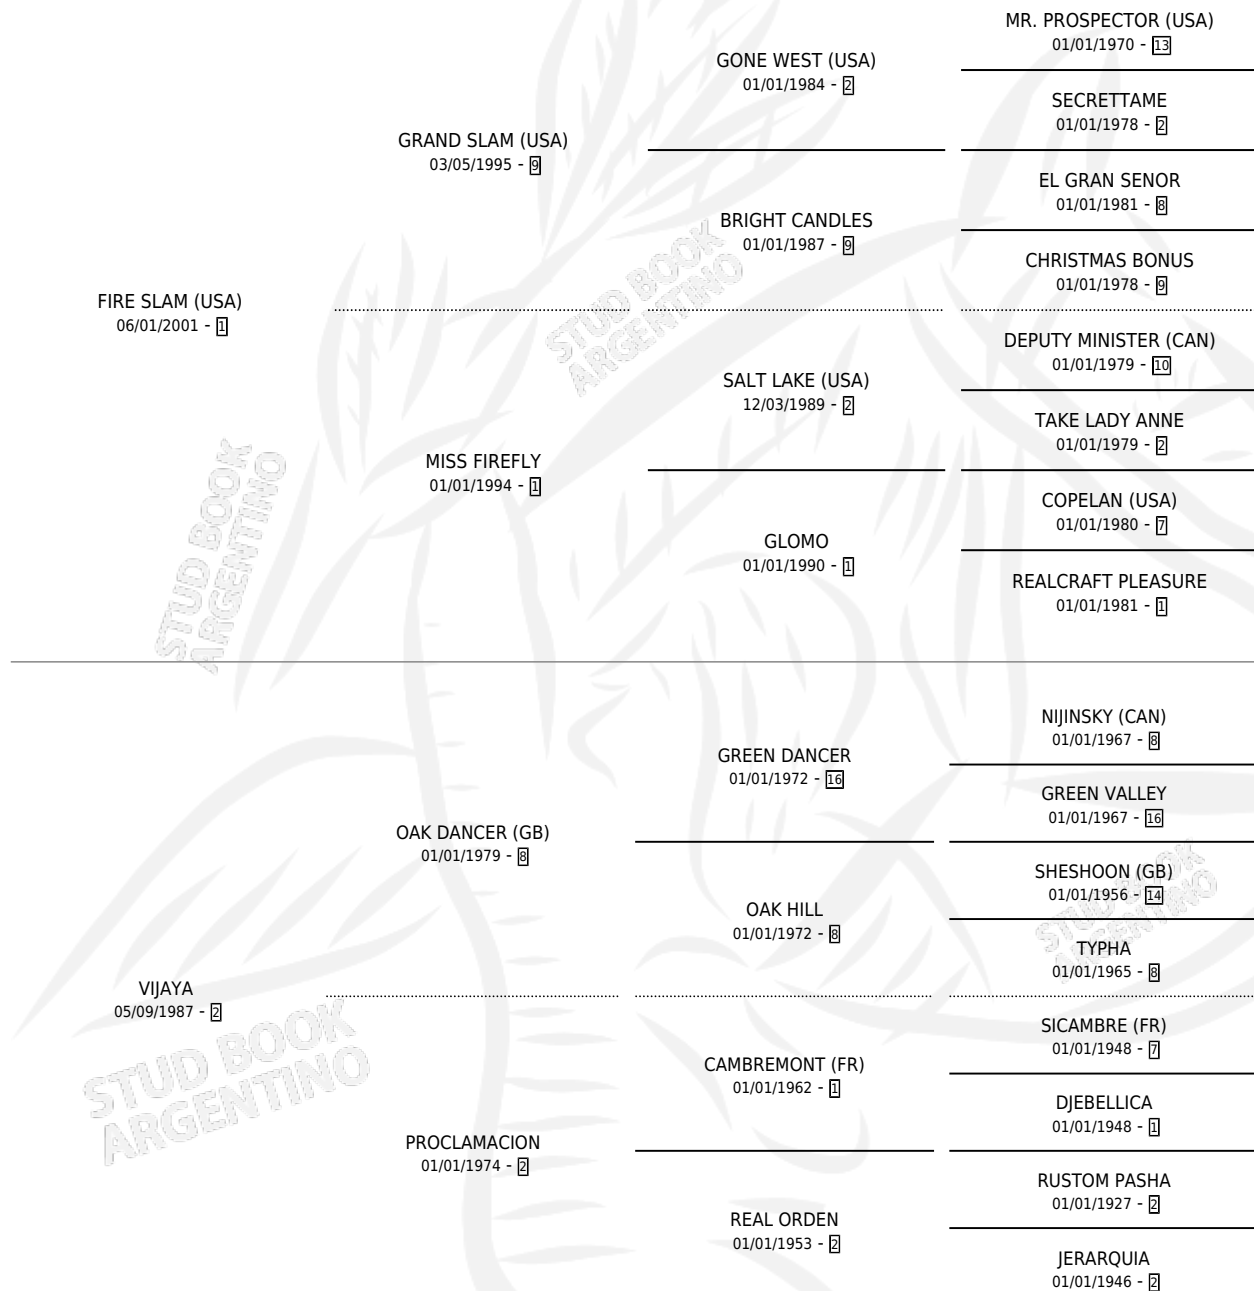 MR. PROSPECTOR (USA)
01/01/1970 - 13
GONE WEST (USA)
01/01/1984 - 2
SECRETTAME
01/01/1978 - 2
GRAND SLAM (USA)
03/05/1995 - 9
EL GRAN SENOR
01/01/1981 - 8
BRIGHT CANDLES
01/01/1987 - 9
CHRISTMAS BONUS
01/01/1978 - 9
FIRE SLAM (USA)
06/01/2001 - 1
STUD BOOK
ARGENTINO
DEPUTY MINISTER (CAN)
01/01/1979 - 10
SALT LAKE (USA)
12/03/1989 - 2
TAKE LADY ANNE
01/01/1979 - 2
MISS FIREFLY
01/01/1994 - 1
COPELAN (USA)
01/01/1980 - 7
GLOMO
01/01/1990 - 1
REALCRAFT PLEASURE
01/01/1981 - 1
STUD BOOK
ARGENTINO
NIJINSKY (CAN)
01/01/1967 - 8
GREEN DANCER
01/01/1972 - 16
GREEN VALLEY
01/01/1967 - 16
OAK DANCER (GB)
01/01/1979 - 8
SHESHOON (GB)
01/01/1956 - 14
OAK HILL
01/01/1972 - 8
STUD BOOK
ARGENTINO
TYPHA
01/01/1965 - 8
VIJAYA
05/09/1987 - 2
SICAMBRE (FR)
01/01/1948 - 7
CAMBREMONT (FR)
01/01/1962 - 1
STUD BOOK
ARGENTINO
DJEBELLICA
01/01/1948 - 1
PROCLAMACION
01/01/1974 - 2
RUSTOM PASHA
01/01/1927 - 2
REAL ORDEN
01/01/1953 - 2
JERARQUIA
01/01/1946 - 2